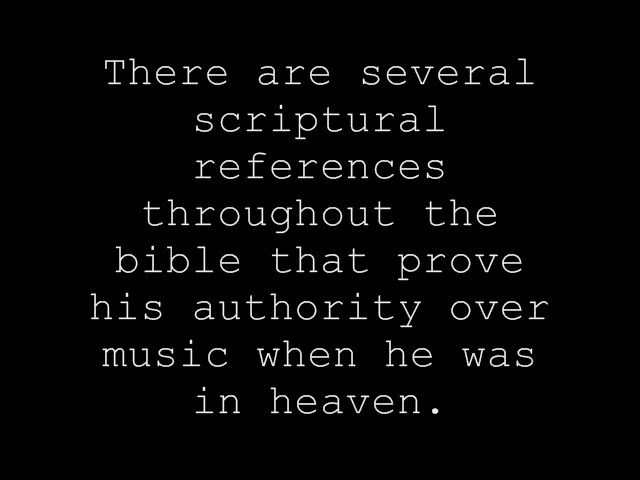 There are several
scriptural
references
throughout the
bible that prove
his authority over
music when he was
in heaven.